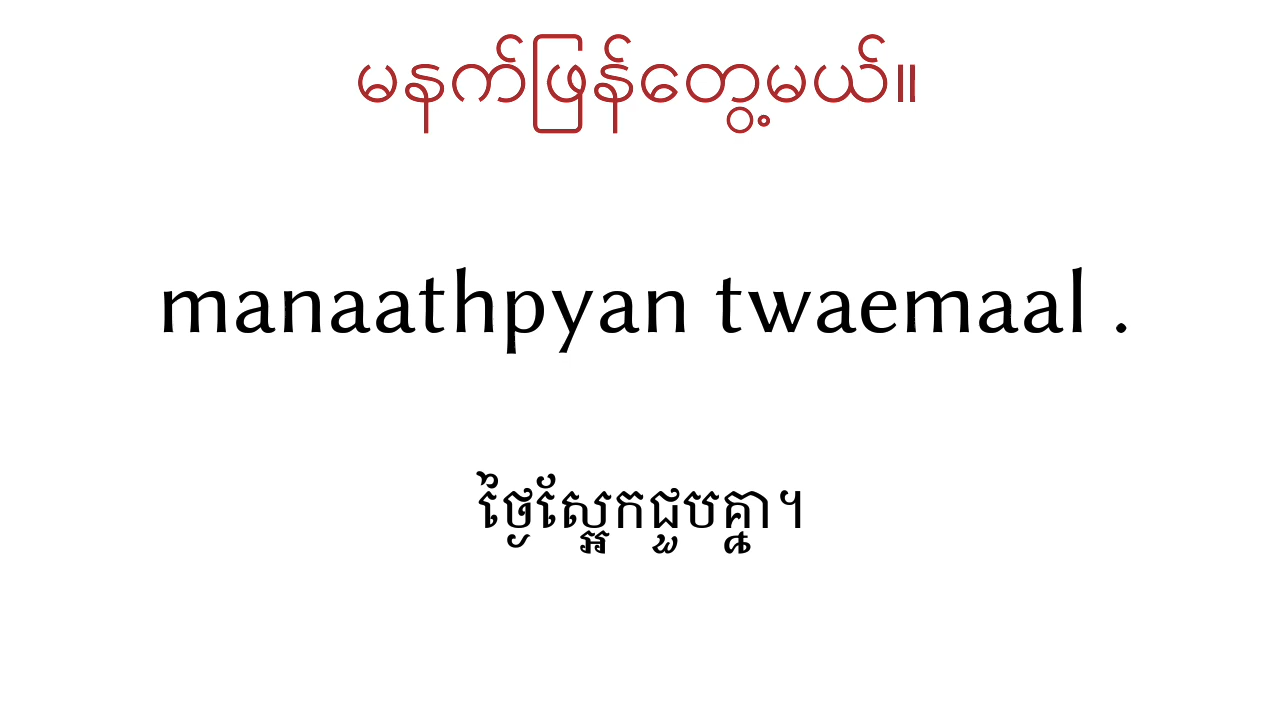 မနက်ဖြန်တွေ့မယ်။
manaathpyan twaemaal .
ថ្ងៃស្អែកជួបគ្នា។